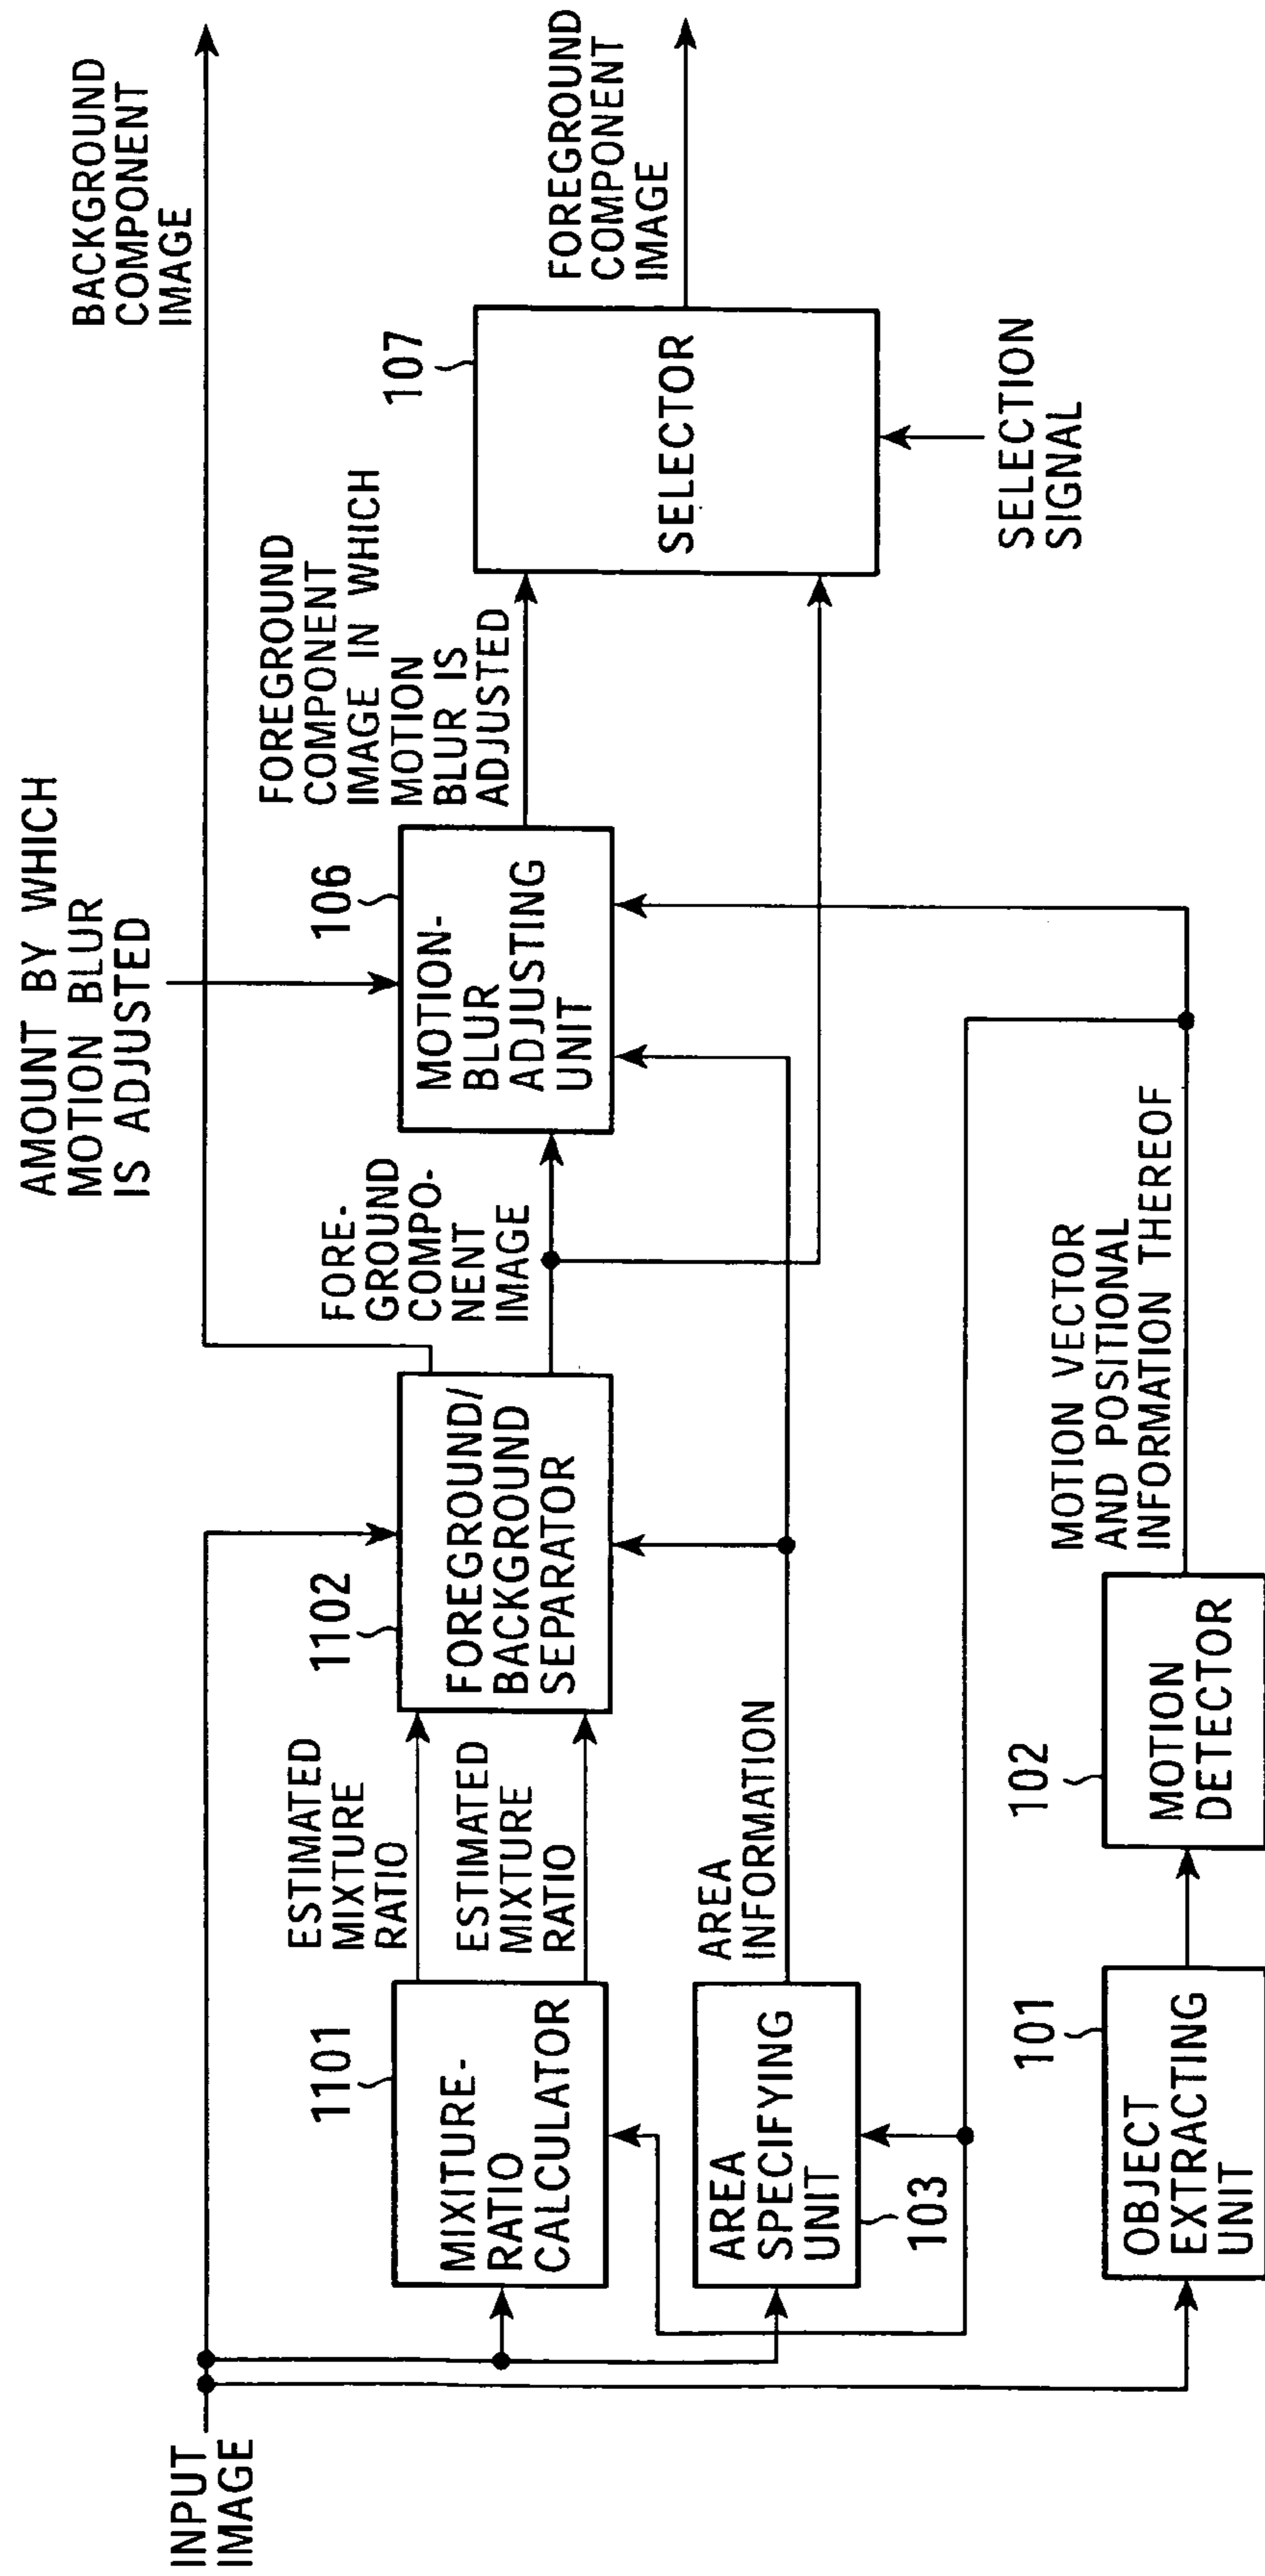 INPUT
IMAGE
BACKGROUND
COMPONENT
IMAGE
AMOUNT BY WHICH
MOTION BLUR
IS ADJUSTED
1101
MIXITURE-
RATIO
CALCULATOR
ESTIMATED
MIXTURE
RATIO
ESTIMATED
MIXTURE
RATIO
1102
FOREGROUND/
BACKGROUND
SEPARATOR
FORE-
GROUND
COMPO-
NENT
IMAGE
106
MOTION-
BLUR
ADJUSTING
UNIT
FOREGROUND
COMPONENT
IMAGE IN WHICH
MOTION
BLUR IS
ADJUSTED
107
SELECTOR
FOREGROUND
COMPONENT
IMAGE
SELECTION
SIGNAL
AREA
SPECIFYING
UNIT
103
AREA
INFORMATION
101
OBJECT
EXTRACTING
UNIT
102
MOTION
DETECTOR
MOTION VECTOR
AND POSITIONAL
INFORMATION THEREOF